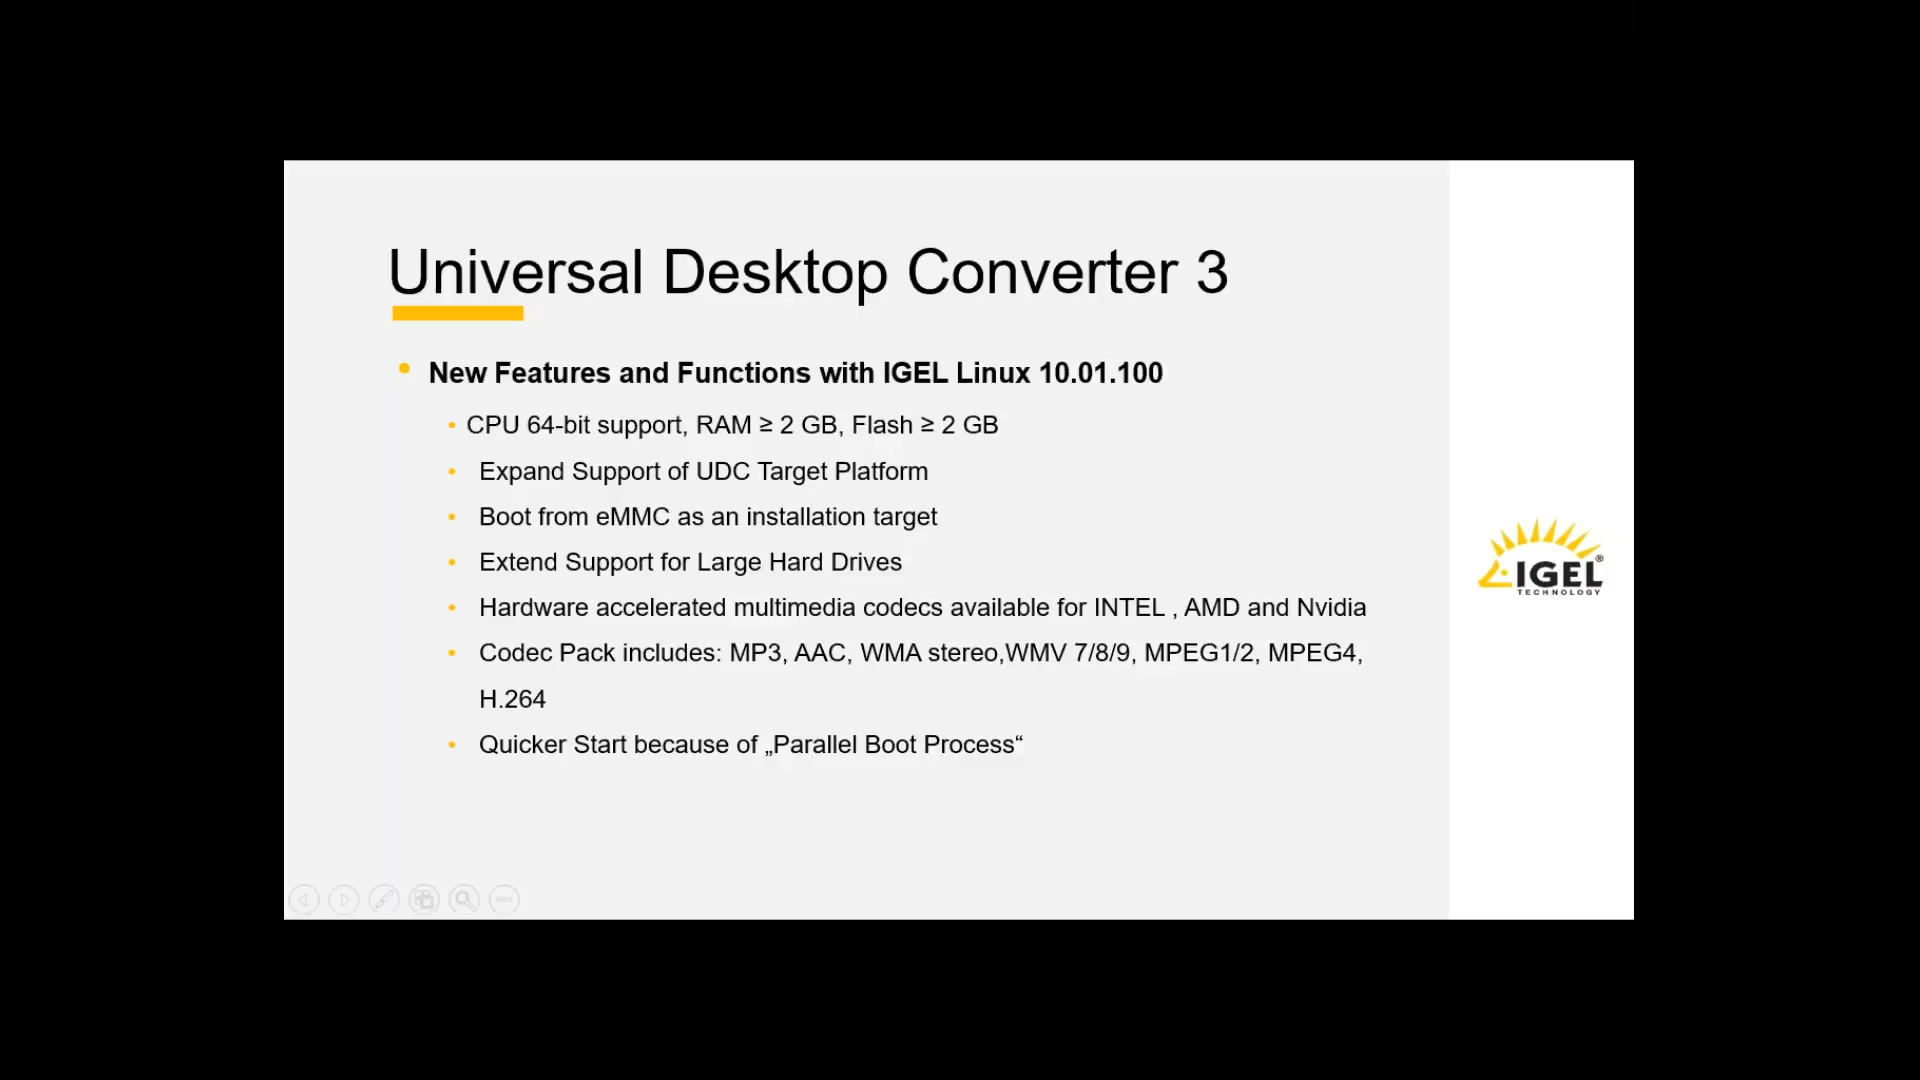 Universal Desktop Converter 3
• New Features and Functions with IGEL Linux 10.01.100
• CPU 64-bit support, RAM ≥ 2 GB, Flash ≥ 2 GB
• Expand Support of UDC Target Platform
• Boot from eMMC as an installation target
• Extend Support for Large Hard Drives
• Hardware accelerated multimedia codecs available for INTEL , AMD and Nvidia
• Codec Pack includes: MP3, AAC, WMA stereo,WMV 7/8/9, MPEG1/2, MPEG4,
H.264
• Quicker Start because of „Parallel Boot Process“
IGEL®
TECHNOLOGY